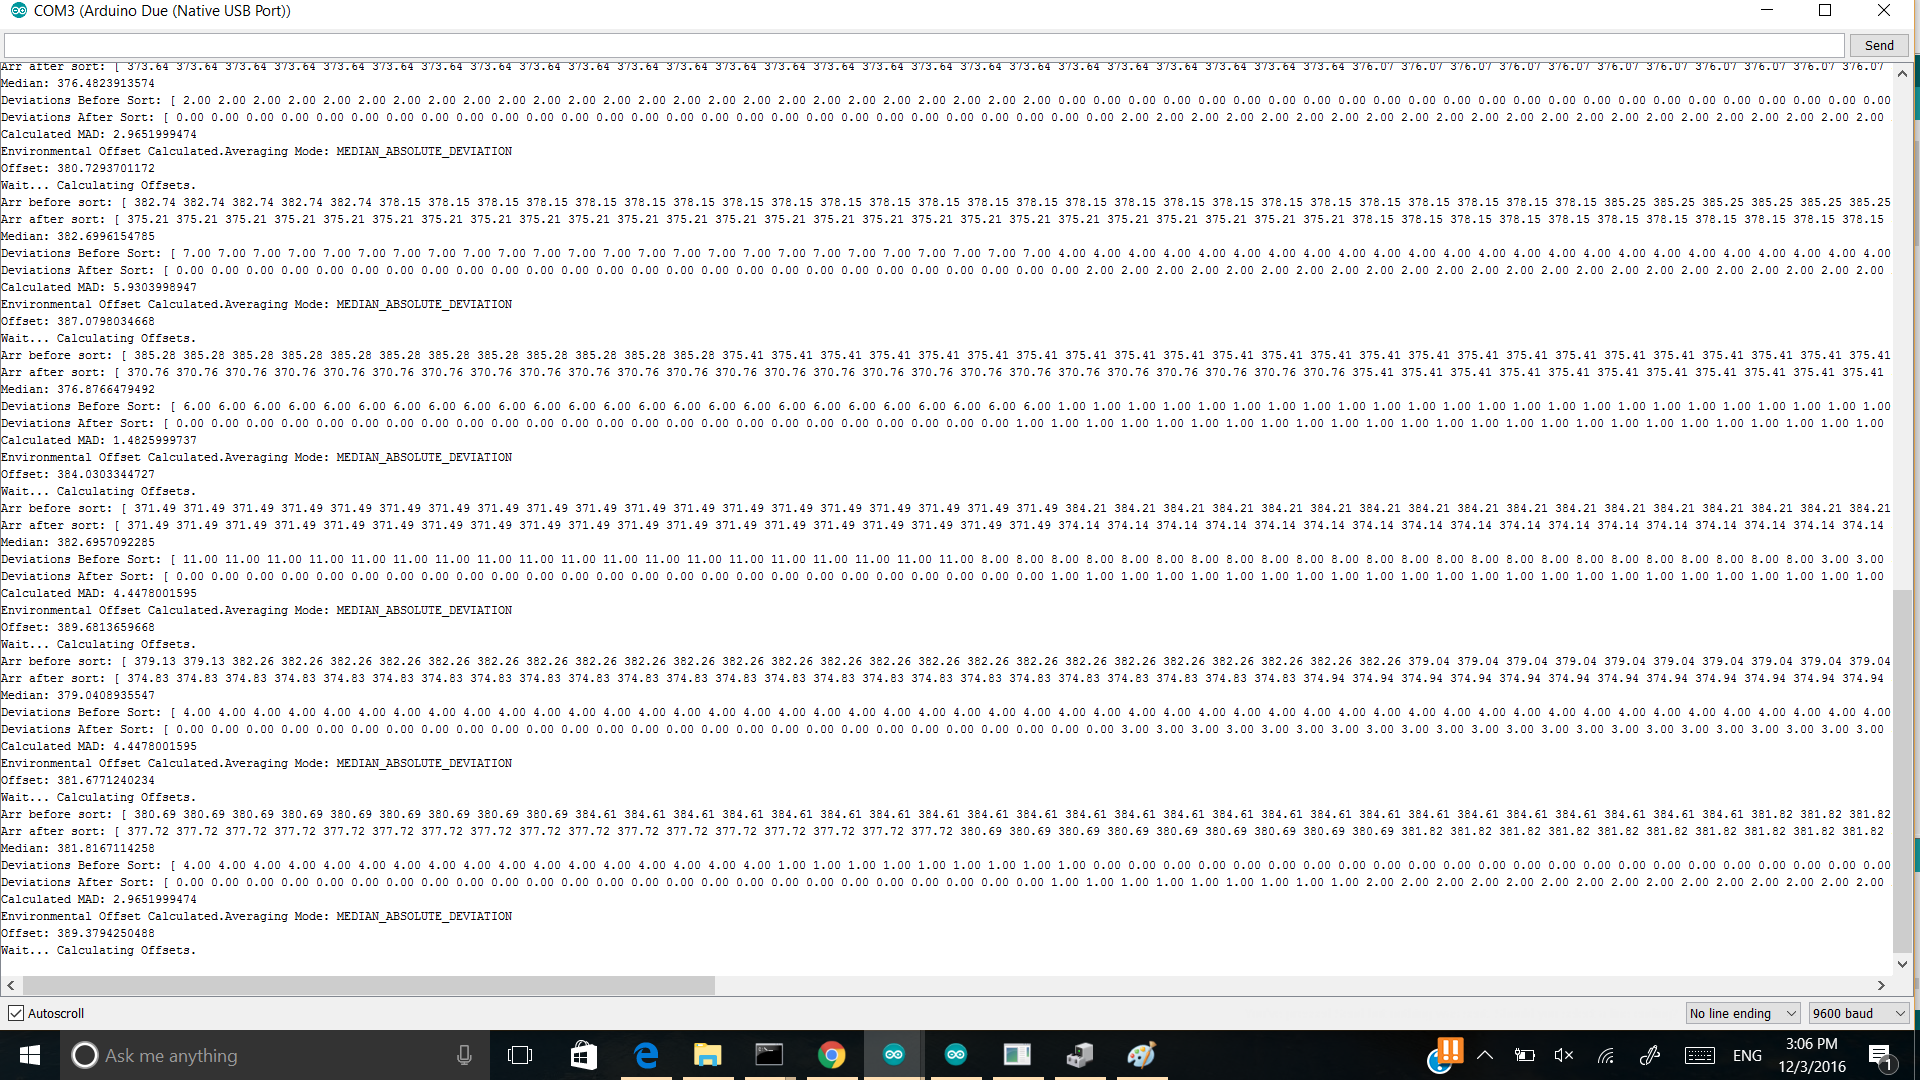 COM3 (Arduino Due (Native USB Port))
Send
Arr after sort: [ 373.64 373.64 373.64 373.64 373.64 373.64 373.64 373.64 373.64 373.64 373.64 373.64 373.64 373.64 373.64 373.64 373.64 373.64 373.64 373.64 373.64 373.64 373.64 373.64 373.64 373.64 373.64 376.07 376.07 376.07 376.07 376.07 376.07 376.07 376.07 376.07
Median: 376.4823913574
Deviations Before Sort: [ 2.00 2.00 2.00 2.00 2.00 2.00 2.00 2.00 2.00 2.00 2.00 2.00 2.00 2.00 2.00 2.00 2.00 2.00 2.00 2.00 2.00 2.00 2.00 2.00 2.00 0.00 0.00 0.00 0.00 0.00 0.00 0.00 0.00 0.00 0.00 0.00 0.00 0.00 0.00 0.00 0.00 0.00 0.00 0.00 0.00 0.00 0.00 0.00 0.00
Deviations After Sort: [ 0.00 0.00 0.00 0.00 0.00 0.00 0.00 0.00 0.00 0.00 0.00 0.00 0.00 0.00 0.00 0.00 0.00 0.00 0.00 0.00 0.00 0.00 0.00 0.00 0.00 0.00 0.00 2.00 2.00 2.00 2.00 2.00 2.00 2.00 2.00 2.00 2.00 2.00 2.00 2.00 2.00 2.00 2.00 2.00 2.00 2.00 2.00 2.00 2.00
Calculated MAD: 2.9651999474
Environmental Offset Calculated.Averaging Mode: MEDIAN_ABSOLUTE_DEVIATION
Offset: 380.7293701172
Wait... Calculating Offsets.
Arr before sort: [ 382.74 382.74 382.74 382.74 382.74 378.15 378.15 378.15 378.15 378.15 378.15 378.15 378.15 378.15 378.15 378.15 378.15 378.15 378.15 378.15 378.15 378.15 378.15 378.15 378.15 378.15 378.15 378.15 378.15 378.15 385.25 385.25 385.25 385.25 385.25 385.25
Arr after sort: [ 375.21 375.21 375.21 375.21 375.21 375.21 375.21 375.21 375.21 375.21 375.21 375.21 375.21 375.21 375.21 375.21 375.21 375.21 375.21 375.21 375.21 375.21 375.21 375.21 375.21 378.15 378.15 378.15 378.15 378.15 378.15 378.15 378.15 378.15 378.15 378.15
Median: 382.6996154785
Deviations Before Sort: [ 7.00 7.00 7.00 7.00 7.00 7.00 7.00 7.00 7.00 7.00 7.00 7.00 7.00 7.00 7.00 7.00 7.00 7.00 7.00 7.00 7.00 7.00 7.00 7.00 7.00 4.00 4.00 4.00 4.00 4.00 4.00 4.00 4.00 4.00 4.00 4.00 4.00 4.00 4.00 4.00 4.00 4.00 4.00 4.00 4.00 4.00 4.00 4.00 4.00
Deviations After Sort: [ 0.00 0.00 0.00 0.00 0.00 0.00 0.00 0.00 0.00 0.00 0.00 0.00 0.00 0.00 0.00 0.00 0.00 0.00 0.00 0.00 0.00 0.00 0.00 0.00 0.00 0.00 2.00 2.00 2.00 2.00 2.00 2.00 2.00 2.00 2.00 2.00 2.00 2.00 2.00 2.00 2.00 2.00 2.00 2.00 2.00 2.00 2.00 2.00 2.00
Calculated MAD: 5.9303998947
Environmental Offset Calculated.Averaging Mode: MEDIAN_ABSOLUTE_DEVIATION
Offset: 387.0798034668
Wait... Calculating Offsets.
Arr before sort: [ 385.28 385.28 385.28 385.28 385.28 385.28 385.28 385.28 385.28 385.28 385.28 385.28 375.41 375.41 375.41 375.41 375.41 375.41 375.41 375.41 375.41 375.41 375.41 375.41 375.41 375.41 375.41 375.41 375.41 375.41 375.41 375.41 375.41 375.41 375.41 375.41
Arr after sort: [ 370.76 370.76 370.76 370.76 370.76 370.76 370.76 370.76 370.76 370.76 370.76 370.76 370.76 370.76 370.76 370.76 370.76 370.76 370.76 370.76 370.76 370.76 370.76 370.76 370.76 375.41 375.41 375.41 375.41 375.41 375.41 375.41 375.41 375.41 375.41 375.41
Median: 376.8766479492
Deviations Before Sort: [ 6.00 6.00 6.00 6.00 6.00 6.00 6.00 6.00 6.00 6.00 6.00 6.00 6.00 6.00 6.00 6.00 6.00 6.00 6.00 6.00 6.00 6.00 6.00 6.00 6.00 1.00 1.00 1.00 1.00 1.00 1.00 1.00 1.00 1.00 1.00 1.00 1.00 1.00 1.00 1.00 1.00 1.00 1.00 1.00 1.00 1.00 1.00 1.00 1.00
Deviations After Sort: [ 0.00 0.00 0.00 0.00 0.00 0.00 0.00 0.00 0.00 0.00 0.00 0.00 0.00 0.00 0.00 0.00 0.00 0.00 0.00 0.00 0.00 0.00 0.00 0.00 1.00 1.00 1.00 1.00 1.00 1.00 1.00 1.00 1.00 1.00 1.00 1.00 1.00 1.00 1.00 1.00 1.00 1.00 1.00 1.00 1.00 1.00 1.00 1.00 1.00
Calculated MAD: 1.4825999737
Environmental Offset Calculated.Averaging Mode: MEDIAN_ABSOLUTE_DEVIATION
Offset: 384.0303344727
Wait... Calculating Offsets.
Arr before sort: [ 371.49 371.49 371.49 371.49 371.49 371.49 371.49 371.49 371.49 371.49 371.49 371.49 371.49 371.49 371.49 371.49 371.49 371.49 371.49 384.21 384.21 384.21 384.21 384.21 384.21 384.21 384.21 384.21 384.21 384.21 384.21 384.21 384.21 384.21 384.21 384.21
Arr after sort: [ 371.49 371.49 371.49 371.49 371.49 371.49 371.49 371.49 371.49 371.49 371.49 371.49 371.49 371.49 371.49 371.49 371.49 371.49 371.49 374.14 374.14 374.14 374.14 374.14 374.14 374.14 374.14 374.14 374.14 374.14 374.14 374.14 374.14 374.14 374.14 374.14
Median: 382.6957092285
Deviations Before Sort: [ 11.00 11.00 11.00 11.00 11.00 11.00 11.00 11.00 11.00 11.00 11.00 11.00 11.00 11.00 11.00 11.00 11.00 11.00 11.00 8.00 8.00 8.00 8.00 8.00 8.00 8.00 8.00 8.00 8.00 8.00 8.00 8.00 8.00 8.00 8.00 8.00 8.00 8.00 8.00 8.00 8.00 8.00 8.00 3.00 3.00
Deviations After Sort: [ 0.00 0.00 0.00 0.00 0.00 0.00 0.00 0.00 0.00 0.00 0.00 0.00 0.00 0.00 0.00 0.00 0.00 0.00 0.00 0.00 0.00 0.00 0.00 0.00 0.00 1.00 1.00 1.00 1.00 1.00 1.00 1.00 1.00 1.00 1.00 1.00 1.00 1.00 1.00 1.00 1.00 1.00 1.00 1.00 1.00 1.00 1.00 1.00 1.00
Calculated MAD: 4.4478001595
Environmental Offset Calculated.Averaging Mode: MEDIAN_ABSOLUTE_DEVIATION
Offset: 389.6813659668
Wait... Calculating Offsets.
Arr before sort: [ 379.13 379.13 382.26 382.26 382.26 382.26 382.26 382.26 382.26 382.26 382.26 382.26 382.26 382.26 382.26 382.26 382.26 382.26 382.26 382.26 382.26 382.26 382.26 382.26 382.26 382.26 379.04 379.04 379.04 379.04 379.04 379.04 379.04 379.04 379.04 379.04
Arr after sort: [ 374.83 374.83 374.83 374.83 374.83 374.83 374.83 374.83 374.83 374.83 374.83 374.83 374.83 374.83 374.83 374.83 374.83 374.83 374.83 374.83 374.83 374.83 374.83 374.83 374.94 374.94 374.94 374.94 374.94 374.94 374.94 374.94 374.94 374.94 374.94 374.94
Median: 379.0408935547
Deviations Before Sort: [ 4.00 4.00 4.00 4.00 4.00 4.00 4.00 4.00 4.00 4.00 4.00 4.00 4.00 4.00 4.00 4.00 4.00 4.00 4.00 4.00 4.00 4.00 4.00 4.00 4.00 4.00 4.00 4.00 4.00 4.00 4.00 4.00 4.00 4.00 4.00 4.00 4.00 4.00 4.00 4.00 4.00 4.00 4.00 4.00 4.00 4.00 4.00 4.00 4.00
Deviations After Sort: [ 0.00 0.00 0.00 0.00 0.00 0.00 0.00 0.00 0.00 0.00 0.00 0.00 0.00 0.00 0.00 0.00 0.00 0.00 0.00 0.00 0.00 0.00 0.00 0.00 0.00 0.00 0.00 3.00 3.00 3.00 3.00 3.00 3.00 3.00 3.00 3.00 3.00 3.00 3.00 3.00 3.00 3.00 3.00 3.00 3.00 3.00 3.00 3.00 3.00
Calculated MAD: 4.4478001595
Environmental Offset Calculated.Averaging Mode: MEDIAN_ABSOLUTE_DEVIATION
Offset: 381.6771240234
Wait... Calculating Offsets.
Arr before sort: [ 380.69 380.69 380.69 380.69 380.69 380.69 380.69 380.69 380.69 384.61 384.61 384.61 384.61 384.61 384.61 384.61 384.61 384.61 384.61 384.61 384.61 384.61 384.61 384.61 384.61 384.61 384.61 384.61 384.61 384.61 384.61 384.61 384.61 381.82 381.82 381.82
Arr after sort: [ 377.72 377.72 377.72 377.72 377.72 377.72 377.72 377.72 377.72 377.72 377.72 377.72 377.72 377.72 377.72 377.72 377.72 380.69 380.69 380.69 380.69 380.69 380.69 380.69 380.69 380.69 381.82 381.82 381.82 381.82 381.82 381.82 381.82 381.82 381.82 381.82
Median: 381.8167114258
Deviations Before Sort: [ 4.00 4.00 4.00 4.00 4.00 4.00 4.00 4.00 4.00 4.00 4.00 4.00 4.00 4.00 4.00 4.00 4.00 1.00 1.00 1.00 1.00 1.00 1.00 1.00 1.00 1.00 0.00 0.00 0.00 0.00 0.00 0.00 0.00 0.00 0.00 0.00 0.00 0.00 0.00 0.00 0.00 0.00 0.00 0.00 0.00 0.00 0.00 0.00 0.00
Deviations After Sort: [ 0.00 0.00 0.00 0.00 0.00 0.00 0.00 0.00 0.00 0.00 0.00 0.00 0.00 0.00 0.00 0.00 0.00 0.00 0.00 0.00 0.00 0.00 0.00 0.00 0.00 1.00 1.00 1.00 1.00 1.00 1.00 1.00 1.00 1.00 2.00 2.00 2.00 2.00 2.00 2.00 2.00 2.00 2.00 2.00 2.00 2.00 2.00 2.00 2.00
Calculated MAD: 2.9651999474
Environmental Offset Calculated.Averaging Mode: MEDIAN_ABSOLUTE_DEVIATION
Offset: 389.3794250488
Wait... Calculating Offsets.
Autoscroll
No line ending
9600 baud
Ask me anything
ENG
3:06 PM
12/3/2016
1